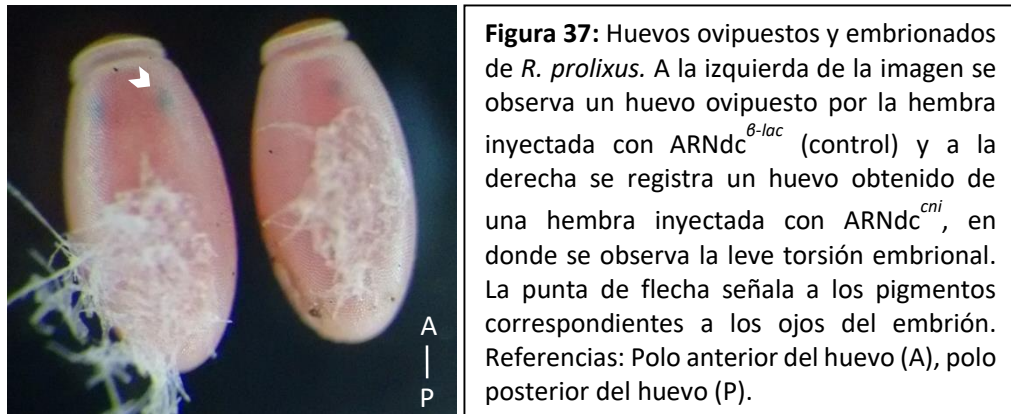 A
P
Figura 37: Huevos ovipuestos y embrionados
de R. prolixus. A la izquierda de la imagen se
observa un huevo ovipuesto por la hembra
inyectada con ARNdc^β-lac (control) y a la
derecha se registra un huevo obtenido de
una hembra inyectada con ARNdc^cni, en
donde se observa la leve torsión embrional.
La punta de flecha señala a los pigmentos
correspondientes a los ojos del embrión.
Referencias: Polo anterior del huevo (A), polo
posterior del huevo (P).